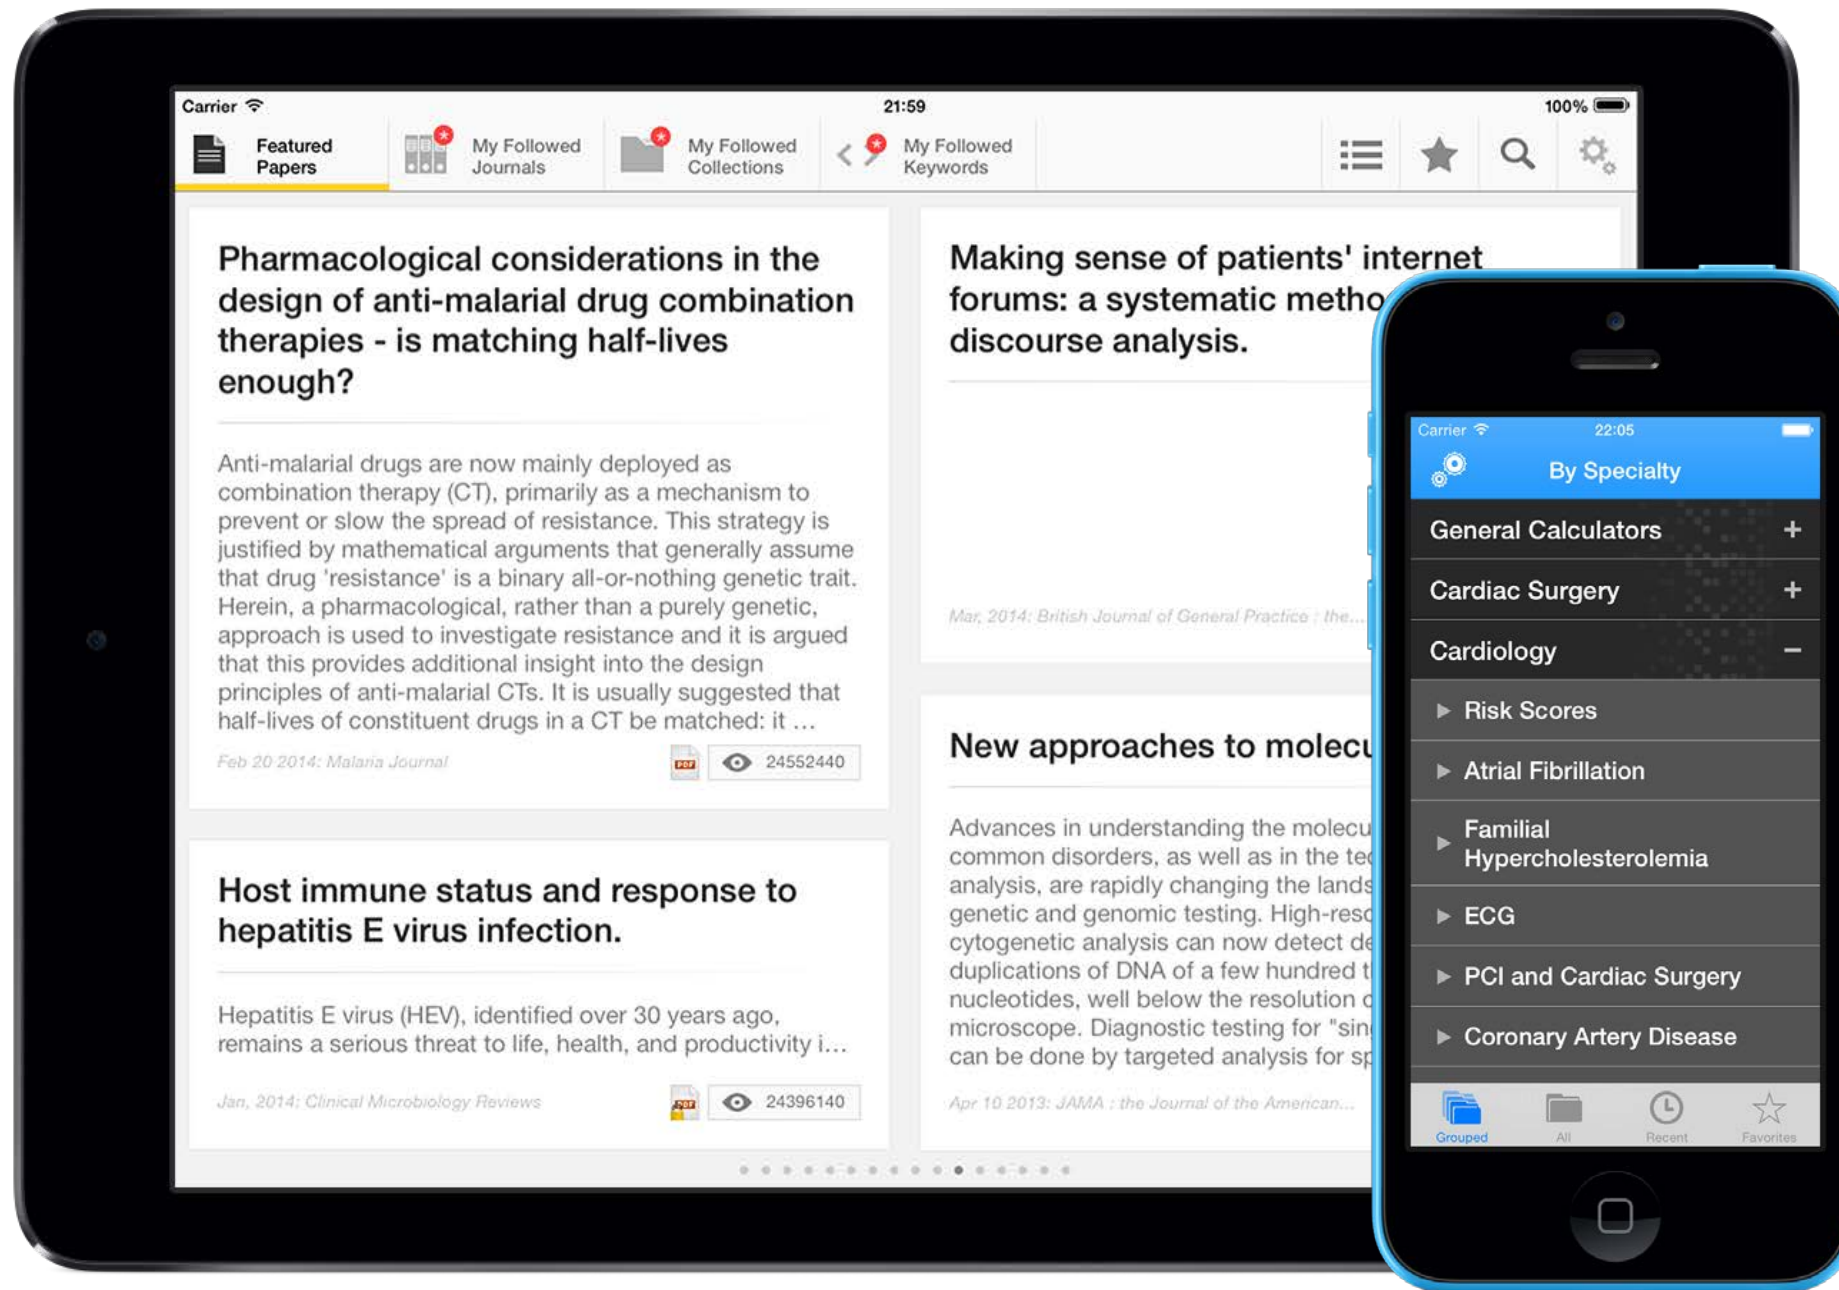 Carrier
21:59
100%
Featured
Papers
My Followed
Journals
My Followed
Collections
My Followed
Keywords
Pharmacological considerations in the
design of anti-malarial drug combination
therapies - is matching half-lives
enough?
Anti-malarial drugs are now mainly deployed as
combination therapy (CT), primarily as a mechanism to
prevent or slow the spread of resistance. This strategy is
justified by mathematical arguments that generally assume
that drug 'resistance' is a binary all-or-nothing genetic trait.
Herein, a pharmacological, rather than a purely genetic,
approach is used to investigate resistance and it is argued
that this provides additional insight into the design
principles of anti-malarial CTs. It is usually suggested that
half-lives of constituent drugs in a CT be matched: it ...
Feb 20 2014: Malaria Journal
PDF
24552440
Host immune status and response to
hepatitis E virus infection.
Hepatitis E virus (HEV), identified over 30 years ago,
remains a serious threat to life, health, and productivity i...
Jan, 2014: Clinical Microbiology Reviews
PDF
24396140
Making sense of patients' internet
forums: a systematic
discourse analysis.
Mar, 2014: British Journal of General Practice : the...
New approaches to
Advances in understanding the
common disorders, as well as in the
analysis, are rapidly changing the
genetic and genomic testing.
cytogenetic analysis can now detect
duplications of DNA of a few hundred
nucleotides, well below the resolution
microscope. Diagnostic testing for
can be done by targeted analysis for
Apr 10 2013: JAMA : the Journal of the American...
Carrier
22:05
By Specialty
General Calculators
Cardiac Surgery
Cardiology
Risk Scores
Atrial Fibrillation
Familial
Hypercholesterolemia
ECG
PCI and Cardiac Surgery
Coronary Artery Disease
Grouped
All
Recent
Favorites